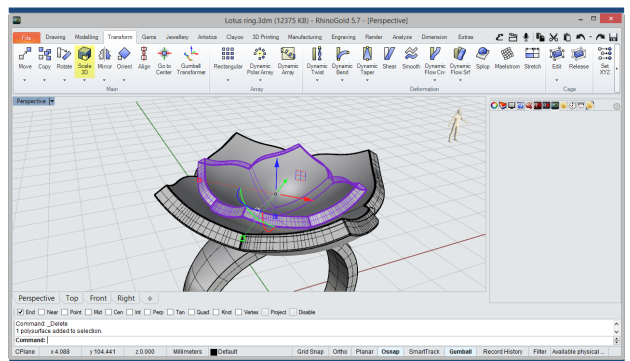 Lotus ring.3dm (12375 KB) - RhinoGold 5.7 - [Perspective]
File Drawing Modelling Transform Gems Jewellery Artistics Clayoo 3D Printing Manufacturing Engraving Render Analyze Dimension Extras
Move Copy Rotate Scale 3D Mirror Orient Align Go to Center Gumball Transformer Rectangular Dynamic Polar Array Dynamic Array Dynamic Twist Dynamic Bend Dynamic Taper Shear Smooth Dynamic Flow Crv Dynamic Flow Srf Splop Maelstrom Stretch Edit Release Set XYZ
Main Array Deformation Cage
Perspective
Perspective Top Front Right
End Near Point Mid Cen Int Perp Tan Quad Knot Vertex Project Disable
Command: _Delete
1 polysurface added to selection.
Command:
CPlane x 4.088 y 104.441 z 0.000 Millimeters Default Grid Snap Ortho Planar Osnap SmartTrack Gumball Record History Filter Available physical ...